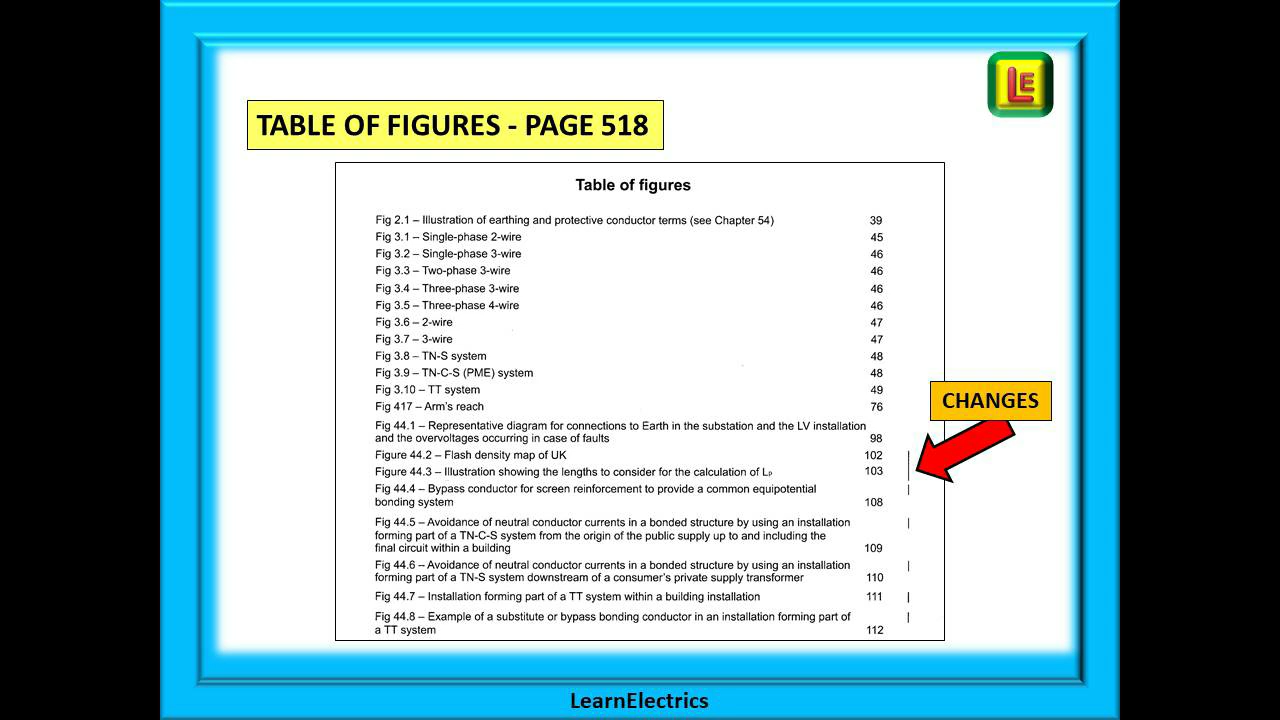 LE
TABLE OF FIGURES - PAGE 518
Table of figures
Fig 2.1 – Illustration of earthing and protective conductor terms (see Chapter 54) 39
Fig 3.1 – Single-phase 2-wire 45
Fig 3.2 – Single-phase 3-wire 46
Fig 3.3 – Two-phase 3-wire 46
Fig 3.4 – Three-phase 3-wire 46
Fig 3.5 – Three-phase 4-wire 46
Fig 3.6 – 2-wire 47
Fig 3.7 – 3-wire 47
Fig 3.8 – TN-S system 48
Fig 3.9 – TN-C-S (PME) system 48
Fig 3.10 – TT system 49
Fig 417 – Arm's reach 76
CHANGES
Fig 44.1 – Representative diagram for connections to Earth in the substation and the LV installation
and the overvoltages occurring in case of faults 98
Figure 44.2 – Flash density map of UK 102
Figure 44.3 – Illustration showing the lengths to consider for the calculation of Lₚ 103
Fig 44.4 – Bypass conductor for screen reinforcement to provide a common equipotential
bonding system 108
Fig 44.5 – Avoidance of neutral conductor currents in a bonded structure by using an installation
forming part of a TN-C-S system from the origin of the public supply up to and including the
final circuit within a building 109
Fig 44.6 – Avoidance of neutral conductor currents in a bonded structure by using an installation
forming part of a TN-S system downstream of a consumer's private supply transformer 110
Fig 44.7 – Installation forming part of a TT system within a building installation 111
Fig 44.8 – Example of a substitute or bypass bonding conductor in an installation forming part of
a TT system 112
LearnElectrics